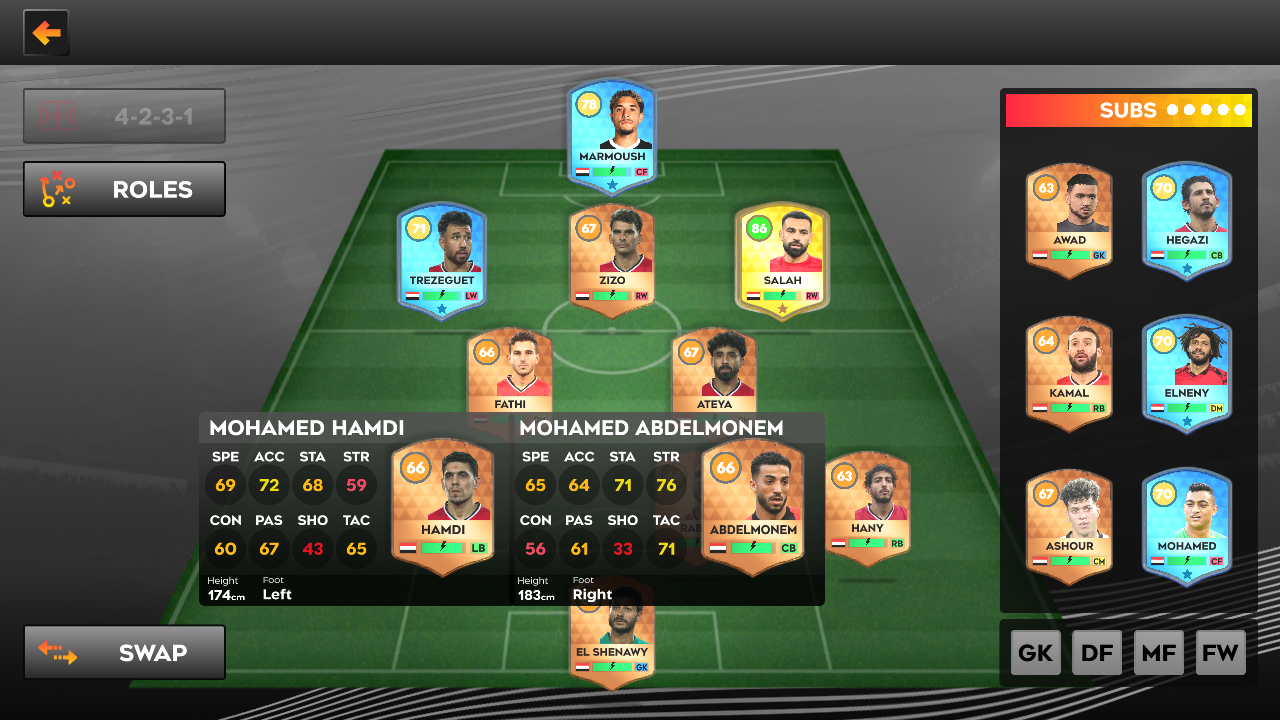 4-2-3-1
ROLES
78
MARMOUSH
CF
71
TREZEGUET
LW
67
ZIZO
RW
86
SALAH
RW
66
FATHI
67
ATEYA
MOHAMED HAMDI
SPE ACC STA STR
69 72 68 59
CON PAS SHO TAC
60 67 43 65
Height Foot
174cm Left
66
HAMDI
LB
MOHAMED ABDELMONEM
SPE ACC STA STR
65 64 71 76
CON PAS SHO TAC
56 61 33 71
Height Foot
183cm Right
66
ABDELMONEM
CB
63
HANY
RB
EL SHENAWY
GK
SWAP
SUBS
63
AWAD
GK
70
HEGAZI
CB
64
KAMAL
RB
70
ELNENY
DM
67
ASHOUR
CM
70
MOHAMED
CF
GK DF MF FW